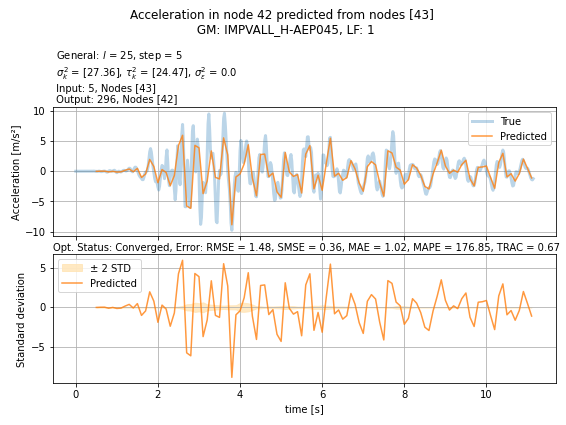 Acceleration in node 42 predicted from nodes [43]
GM: IMPVALL_H-AEP045, LF: 1
General: l = 25, step = 5
σ²ₖ = [27.36], τ²ₖ = [24.47], σ²ε = 0.0
Input: 5, Nodes [43]
Output: 296, Nodes [42]
10
5
0
−5
−10
Acceleration [m/s²]
True
Predicted
Opt. Status: Converged, Error: RMSE = 1.48, SMSE = 0.36, MAE = 1.02, MAPE = 176.85, TRAC = 0.67
5
0
−5
Standard deviation
± 2 STD
Predicted
0 2 4 6 8 10
time [s]